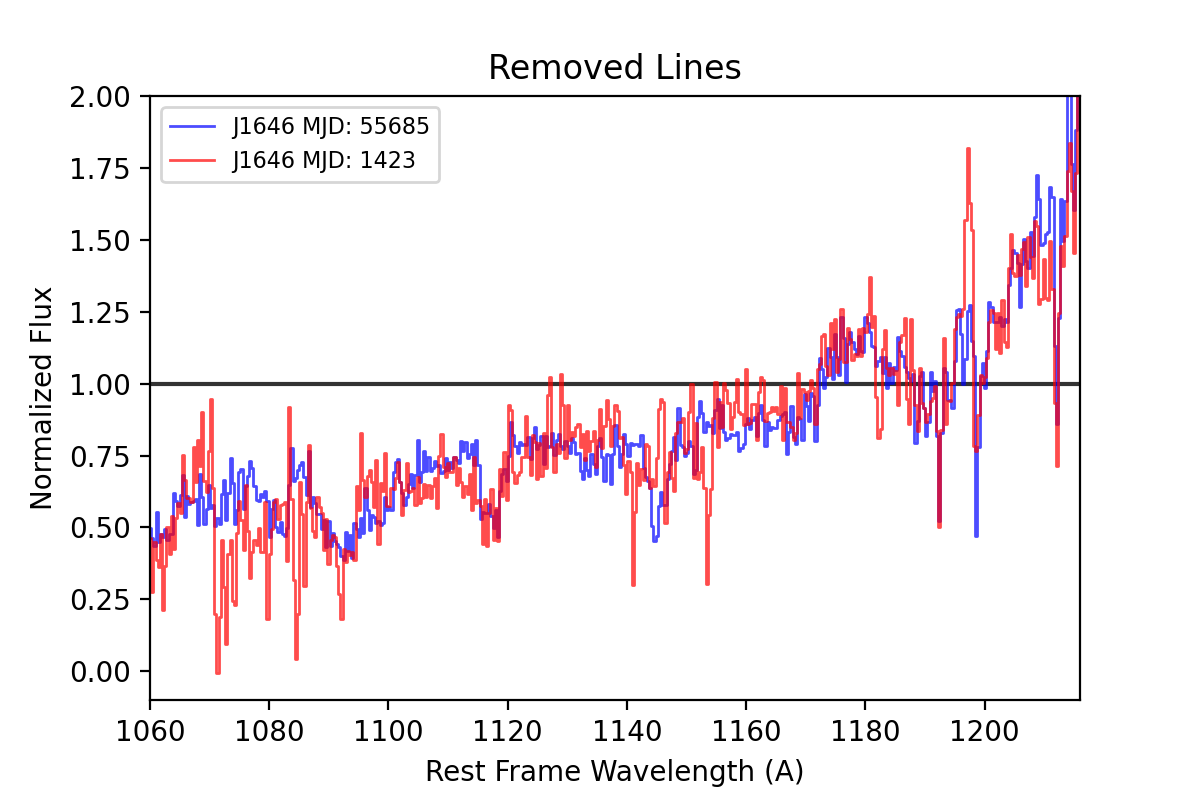 Removed Lines
J1646 MJD: 55685
J1646 MJD: 1423
2.00
1.75
1.50
1.25
1.00
0.75
0.50
0.25
0.00
Normalized Flux
1060 1080 1100 1120 1140 1160 1180 1200
Rest Frame Wavelength (A)